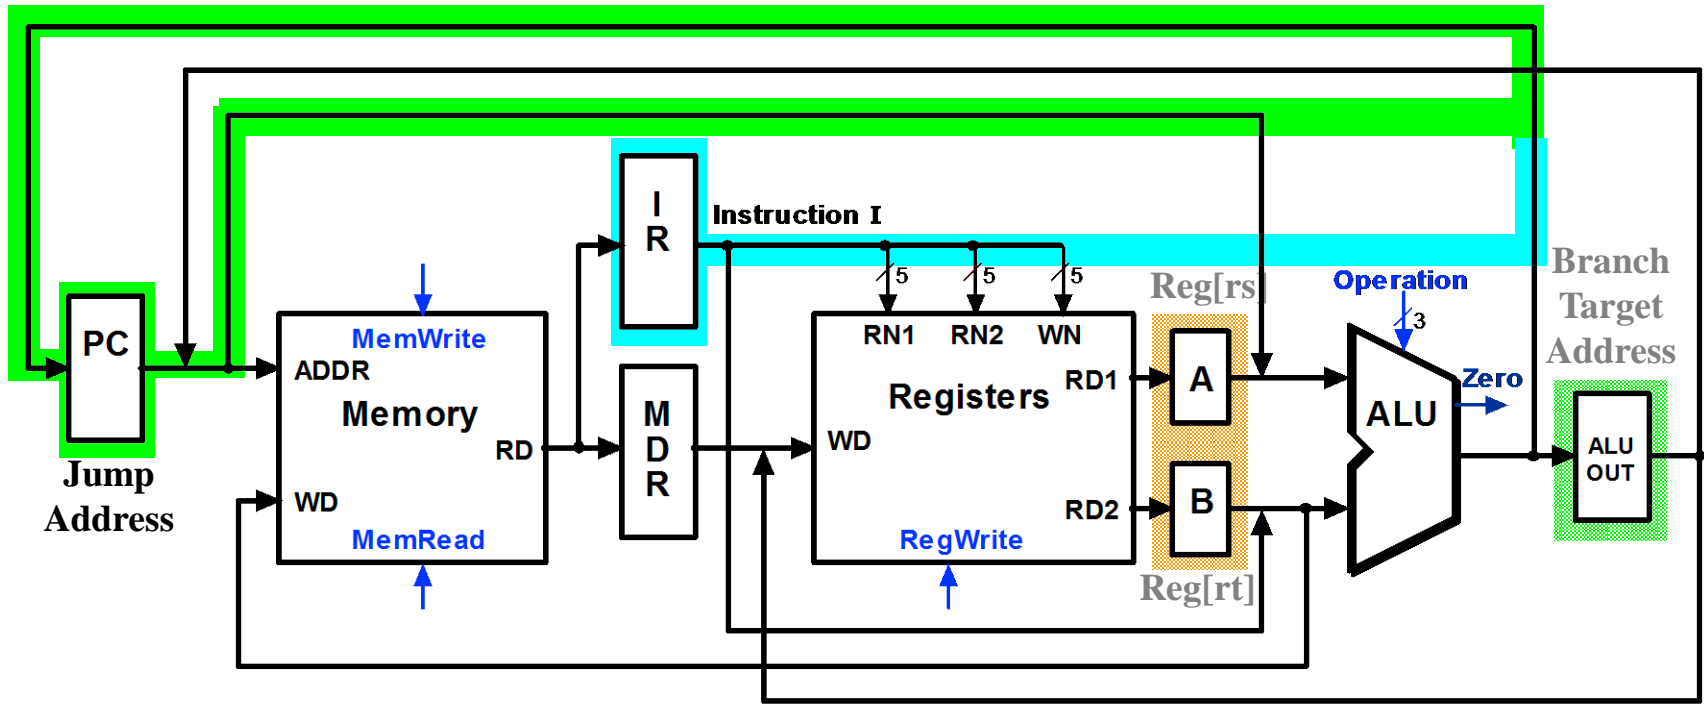 I
R
Instruction I
5
5
5
Branch
Target
Address
Reg[rs]
Operation
3
PC
MemWrite
RN1
RN2
WN
ADDR
Memory
RD
WD
MemRead
M
D
R
Registers
RD1
WD
RD2
RegWrite
A
B
Zero
ALU
ALU
OUT
Jump
Address
Reg[rt]